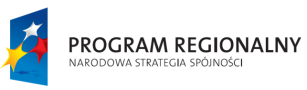 PROGRAM REGIONALNY
NARODOWA STRATEGIA SPÓJNOŚCI